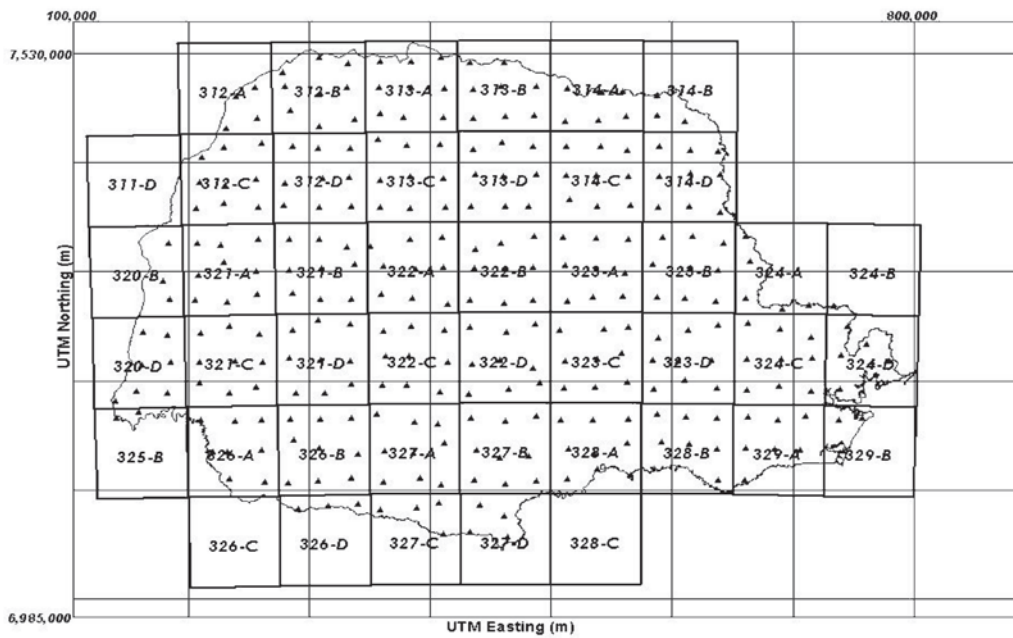 100,000 800,000
7,530,000
312-A 312-B 313-A 313-B 314-A 314-B
311-D 312-C 312-D 313-C 313-D 314-C 314-D
320-B 321-A 321-B 322-A 322-B 323-A 323-B 324-A 324-B
320-D 321-C 321-D 322-C 322-D 323-C 323-D 324-C 324-D
325-B 326-A 326-B 327-A 327-B 328-A 328-B 329-A 329-B
326-C 326-D 327-C 327-D 328-C
6,985,000
UTM Northing (m)
UTM Easting (m)